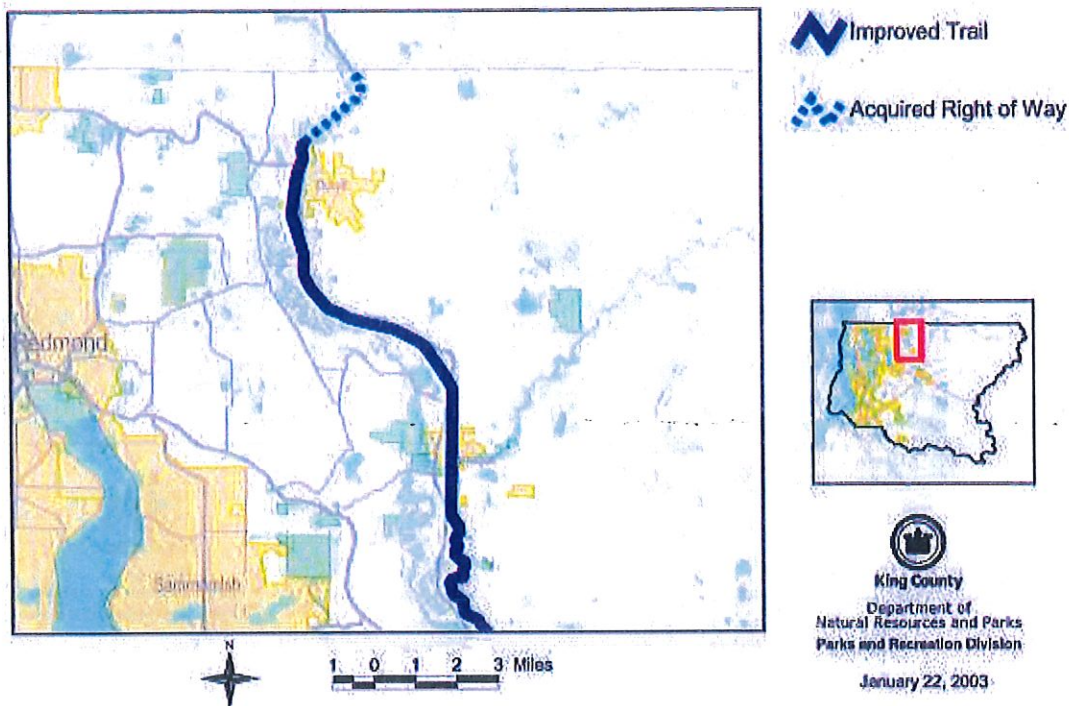 Improved Trail
Acquired Right of Way
Duvall
Redmond
Sammamish
N
1 0 1 2 3 Miles
King County
Department of
Natural Resources and Parks
Parks and Recreation Division
January 22, 2003